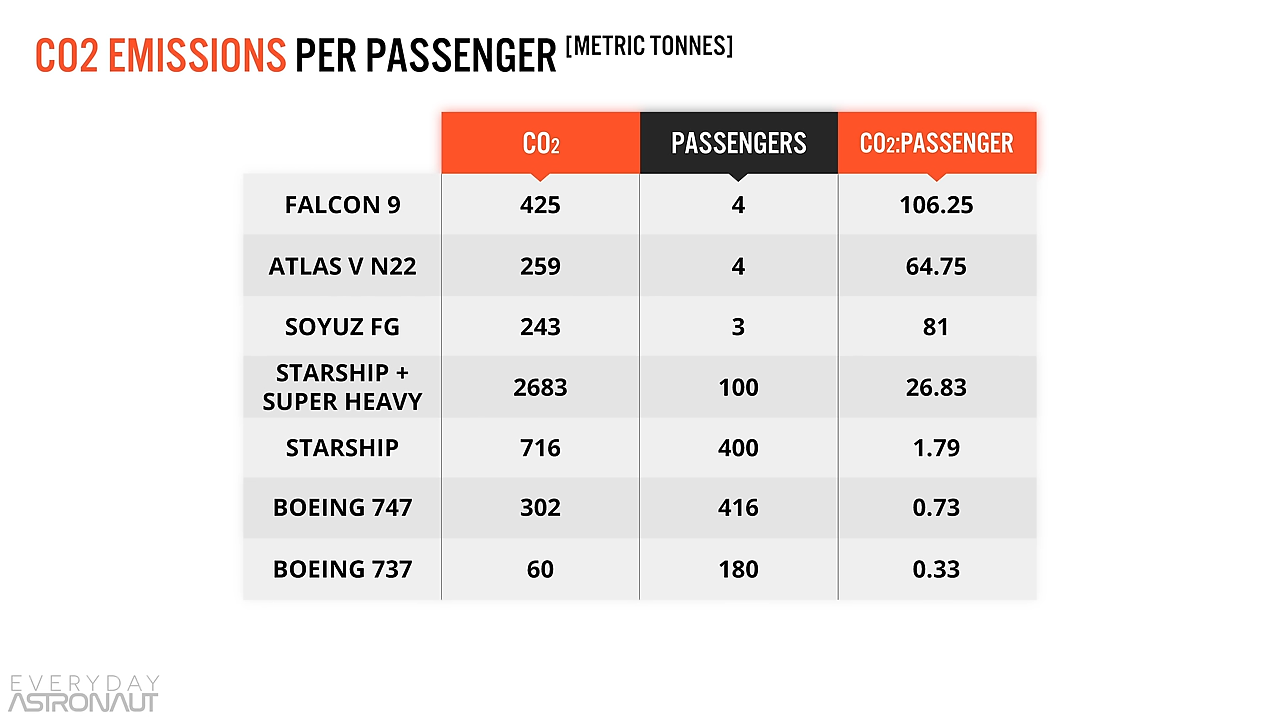 CO2 EMISSIONS PER PASSENGER [METRIC TONNES]
CO2 PASSENGERS CO2:PASSENGER
FALCON 9 425 4 106.25
ATLAS V N22 259 4 64.75
SOYUZ FG 243 3 81
STARSHIP +
SUPER HEAVY 2683 100 26.83
STARSHIP 716 400 1.79
BOEING 747 302 416 0.73
BOEING 737 60 180 0.33
EVERYDAY
ASTRONAUT